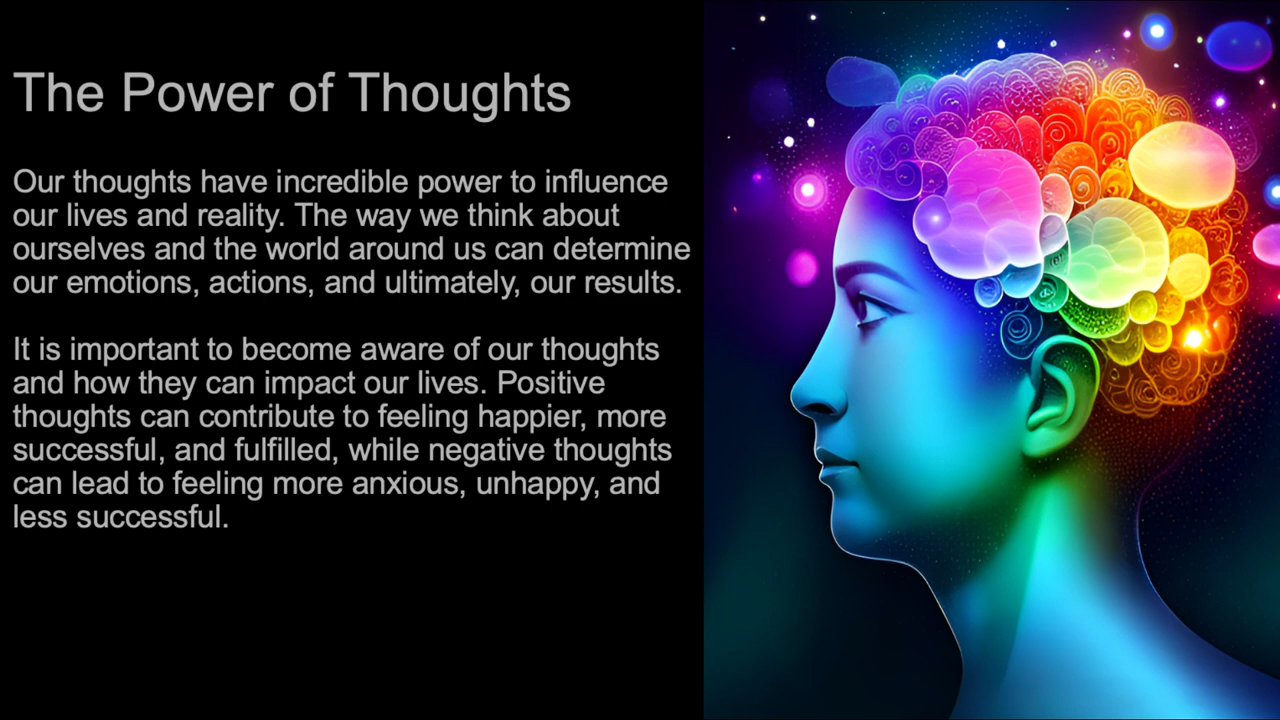 The Power of Thoughts
Our thoughts have incredible power to influence
our lives and reality. The way we think about
ourselves and the world around us can determine
our emotions, actions, and ultimately, our results.
It is important to become aware of our thoughts
and how they can impact our lives. Positive
thoughts can contribute to feeling happier, more
successful, and fulfilled, while negative thoughts
can lead to feeling more anxious, unhappy, and
less successful.